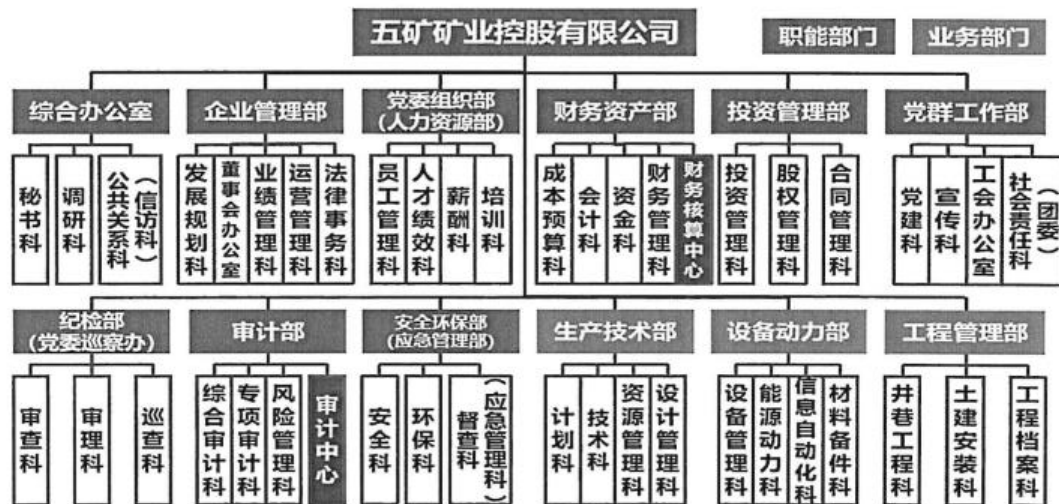 五矿矿业控股有限公司
职能部门
业务部门
综合办公室
企业管理部
党委组织部
(人力资源部)
财务资产部
投资管理部
党群工作部
秘书科
调研科
公共关系科
(信访科)
发展规划科
董事会办公室
业绩管理科
运营管理科
法律事务科
员工管理科
人才绩效科
薪酬科
培训科
成本预算科
会计科
资金科
财务管理科
财务核算中心
投资管理科
股权管理科
合同管理科
党建科
宣传科
工会办公室
社会责任科
(团委)
纪检部
(党委巡察办)
审计部
安全环保部
(应急管理部)
生产技术部
设备动力部
工程管理部
审查科
审理科
巡查科
综合审计科
专项审计科
风险管理科
审计中心
安全科
环保科
督查科
(应急管理科)
计划科
技术科
资源管理科
设计管理科
设备管理科
能源动力科
信息自动化科
材料备件科
井巷工程科
土建安装科
工程档案科